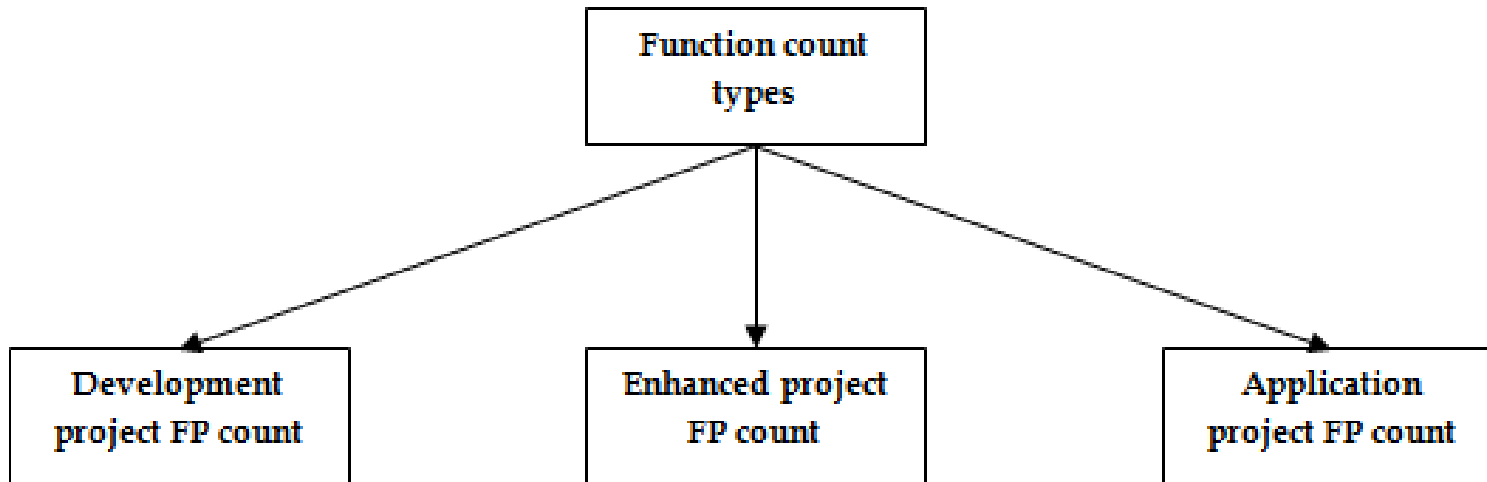 Function count
types
Development
project FP count
Enhanced project
FP count
Application
project FP count